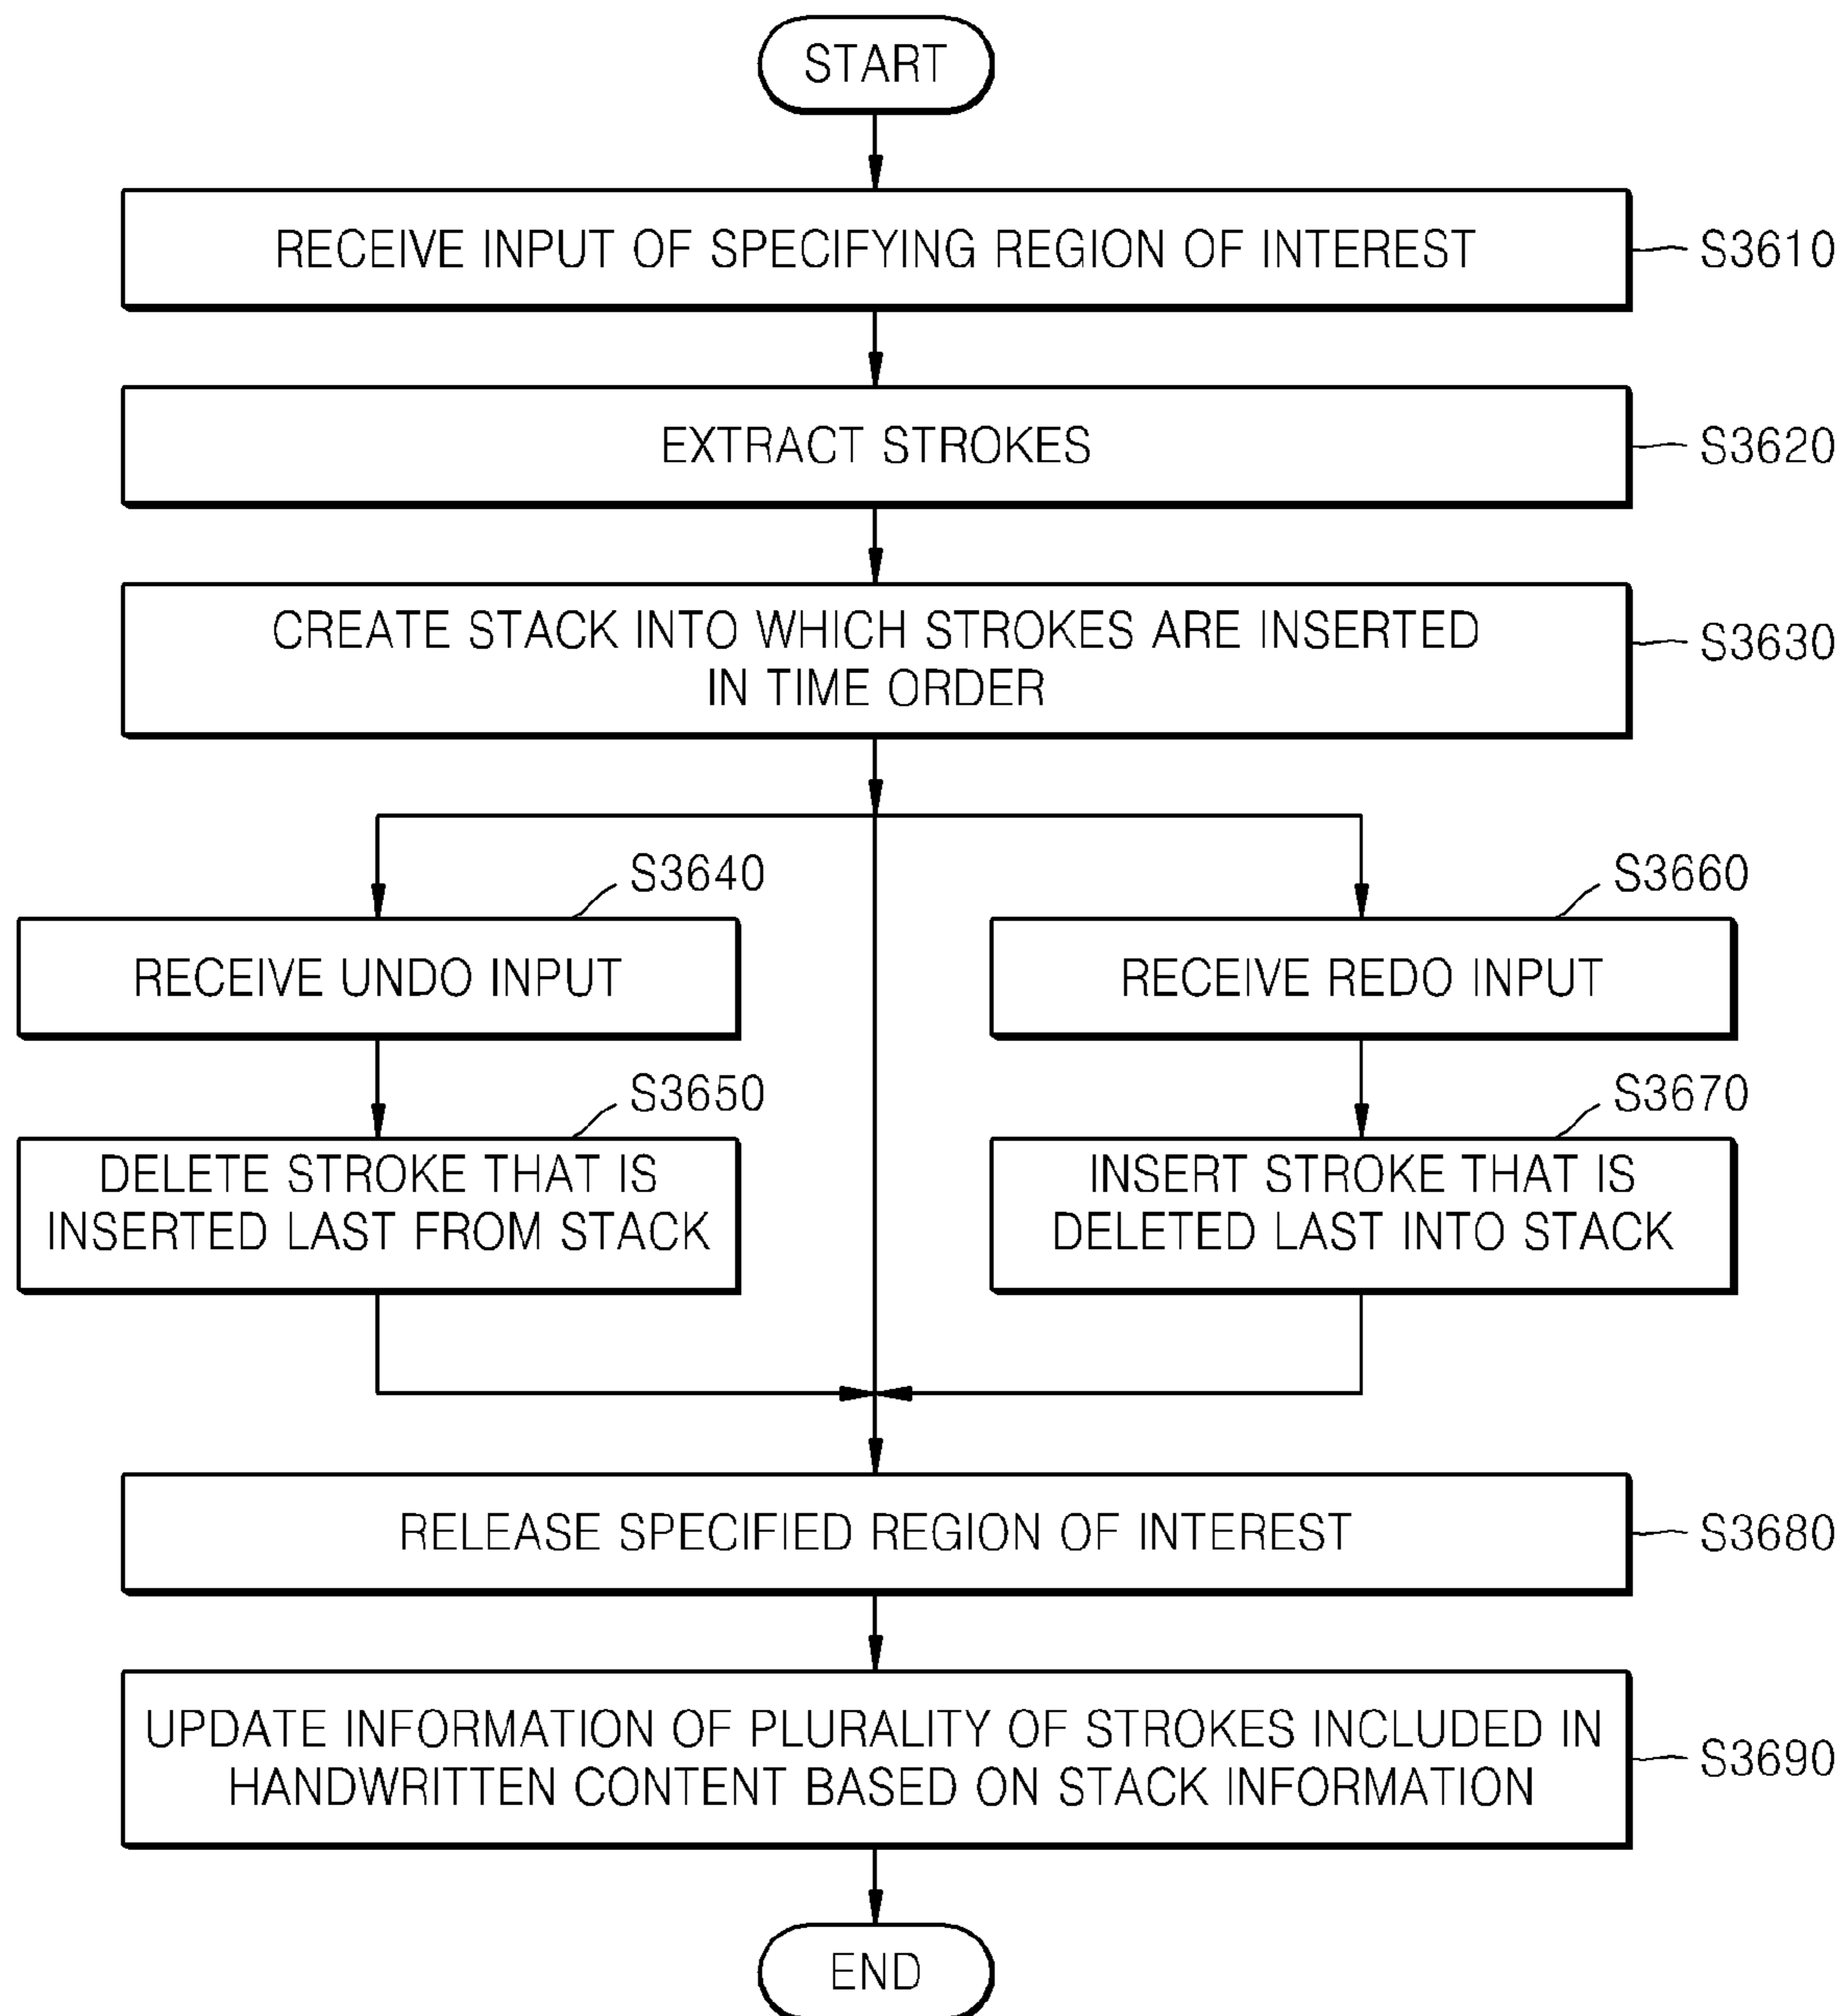 START
RECEIVE INPUT OF SPECIFYING REGION OF INTEREST
S3610
EXTRACT STROKES
S3620
CREATE STACK INTO WHICH STROKES ARE INSERTED
IN TIME ORDER
S3630
S3640
RECEIVE UNDO INPUT
S3650
DELETE STROKE THAT IS
INSERTED LAST FROM STACK
S3660
RECEIVE REDO INPUT
S3670
INSERT STROKE THAT IS
DELETED LAST INTO STACK
RELEASE SPECIFIED REGION OF INTEREST
S3680
UPDATE INFORMATION OF PLURALITY OF STROKES INCLUDED IN
HANDWRITTEN CONTENT BASED ON STACK INFORMATION
S3690
END